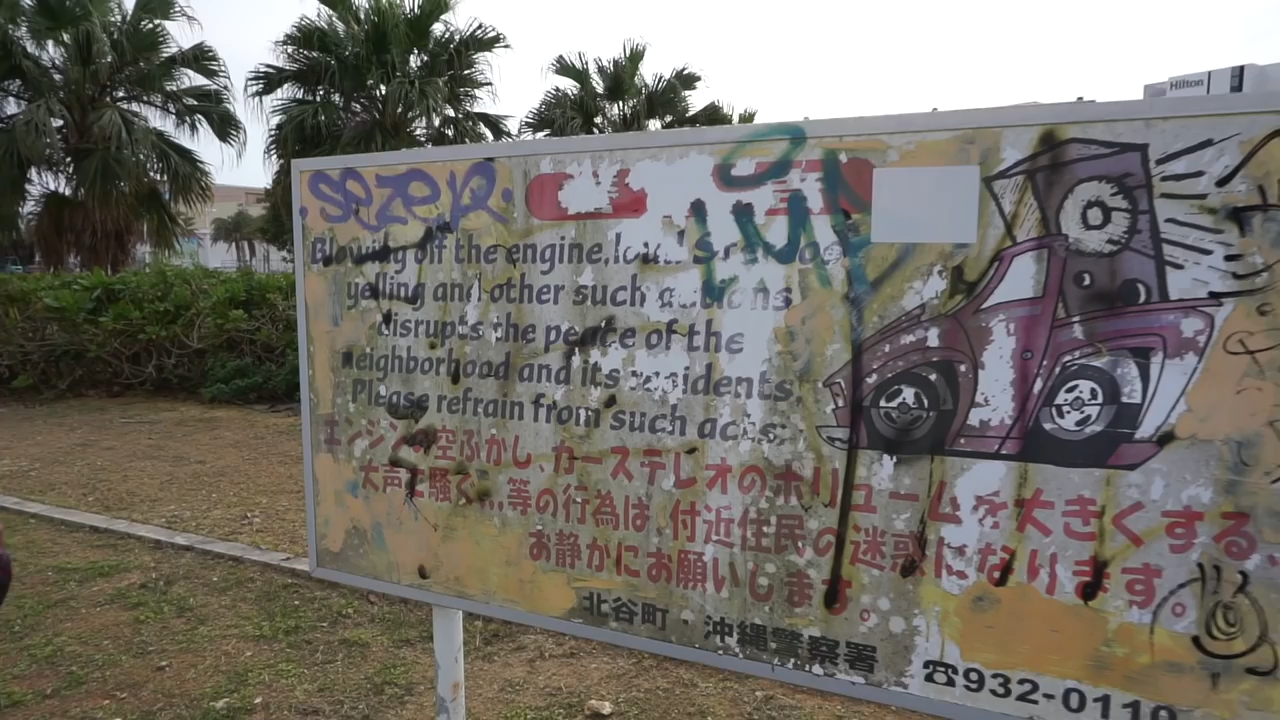 Hilton
SEZER
Blowing off the engine, loud
yelling and other such actions
disrupts the peace of the
neighborhood and its residents.
Please refrain from such acts.
エンジンの空ふかし、カーステレオのボリュームを大きくする、
大声で騒ぐ...等の行為は 付近住民の迷惑になります。
お静かにお願いします。
北谷町・沖縄警察署
☎932-0110